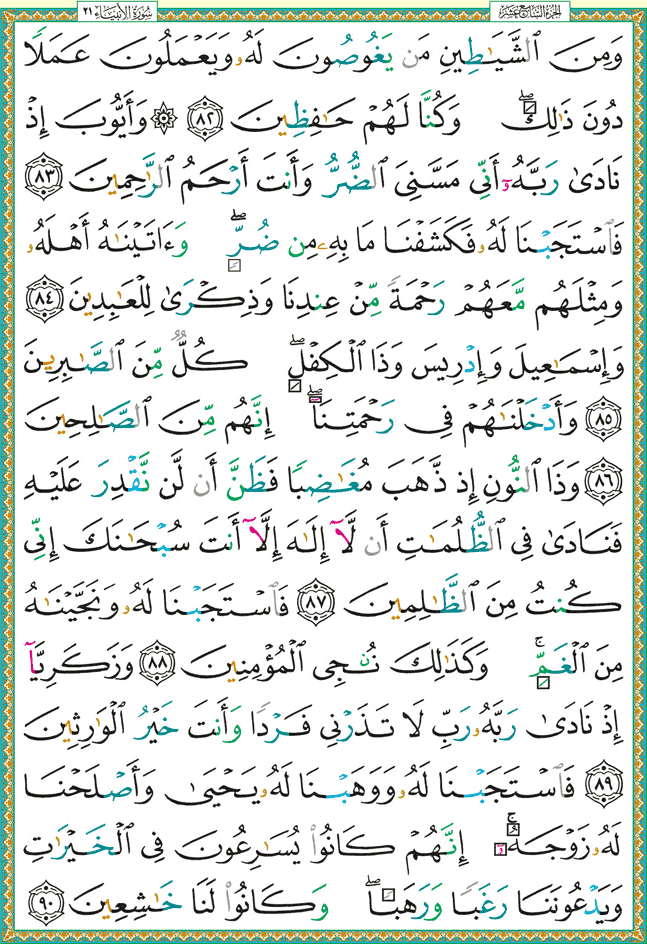 الجزء السابع عشر
سورة الأنبياء ٢١
وَمِنَ ٱلشَّيَـٰطِينِ مَن يَغُوصُونَ لَهُۥ وَيَعْمَلُونَ عَمَلًا
دُونَ ذَٰلِكَ ۖ وَكُنَّا لَهُمْ حَـٰفِظِينَ ٨٢ ۞ وَأَيُّوبَ إِذْ
نَادَىٰ رَبَّهُۥٓ أَنِّى مَسَّنِىَ ٱلضُّرُّ وَأَنتَ أَرْحَمُ ٱلرَّٰحِمِينَ ٨٣
فَٱسْتَجَبْنَا لَهُۥ فَكَشَفْنَا مَا بِهِۦ مِن ضُرٍّ ۖ وَءَاتَيْنَـٰهُ أَهْلَهُۥ
وَمِثْلَهُم مَّعَهُمْ رَحْمَةً مِّنْ عِندِنَا وَذِكْرَىٰ لِلْعَـٰبِدِينَ ٨٤
وَإِسْمَـٰعِيلَ وَإِدْرِيسَ وَذَا ٱلْكِفْلِ ۖ كُلٌّ مِّنَ ٱلصَّـٰبِرِينَ
٨٥ وَأَدْخَلْنَـٰهُمْ فِى رَحْمَتِنَآ ۖ إِنَّهُم مِّنَ ٱلصَّـٰلِحِينَ
٨٦ وَذَا ٱلنُّونِ إِذ ذَّهَبَ مُغَـٰضِبًا فَظَنَّ أَن لَّن نَّقْدِرَ عَلَيْهِ
فَنَادَىٰ فِى ٱلظُّلُمَـٰتِ أَن لَّآ إِلَـٰهَ إِلَّآ أَنتَ سُبْحَـٰنَكَ إِنِّى
كُنتُ مِنَ ٱلظَّـٰلِمِينَ ٨٧ فَٱسْتَجَبْنَا لَهُۥ وَنَجَّيْنَـٰهُ
مِنَ ٱلْغَمِّ ۚ وَكَذَٰلِكَ نُـۨجِى ٱلْمُؤْمِنِينَ ٨٨ وَزَكَرِيَّآ
إِذْ نَادَىٰ رَبَّهُۥ رَبِّ لَا تَذَرْنِى فَرْدًا وَأَنتَ خَيْرُ ٱلْوَٰرِثِينَ
٨٩ فَٱسْتَجَبْنَا لَهُۥ وَوَهَبْنَا لَهُۥ يَحْيَىٰ وَأَصْلَحْنَا
لَهُۥ زَوْجَهُۥٓ ۚ إِنَّهُمْ كَانُوا۟ يُسَـٰرِعُونَ فِى ٱلْخَيْرَٰتِ
وَيَدْعُونَنَا رَغَبًا وَرَهَبًا ۖ وَكَانُوا۟ لَنَا خَـٰشِعِينَ ٩٠